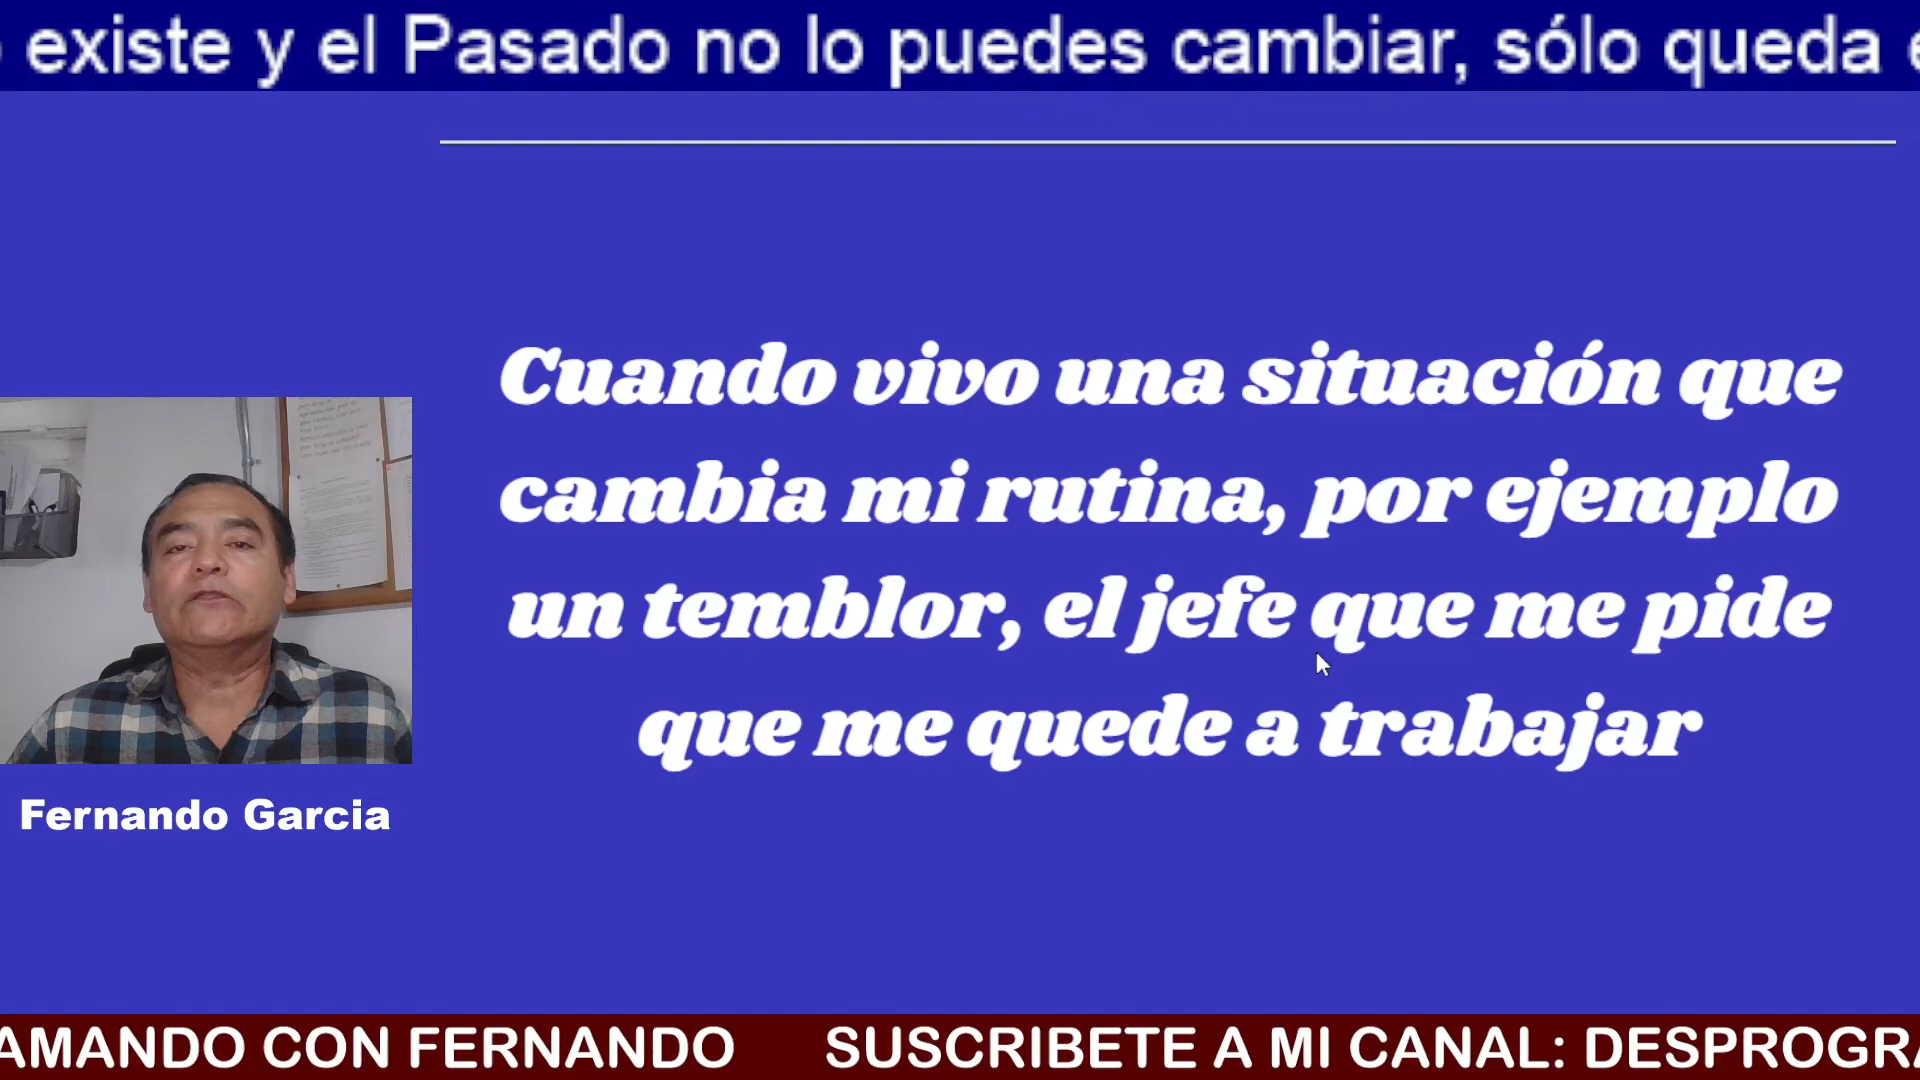 existe y el Pasado no lo puedes cambiar, sólo queda
Cuando vivo una situación que
cambia mi rutina, por ejemplo
un temblor, el jefe que me pide
que me quede a trabajar
Fernando Garcia
AMANDO CON FERNANDO SUSCRIBETE A MI CANAL: DESPROGRA